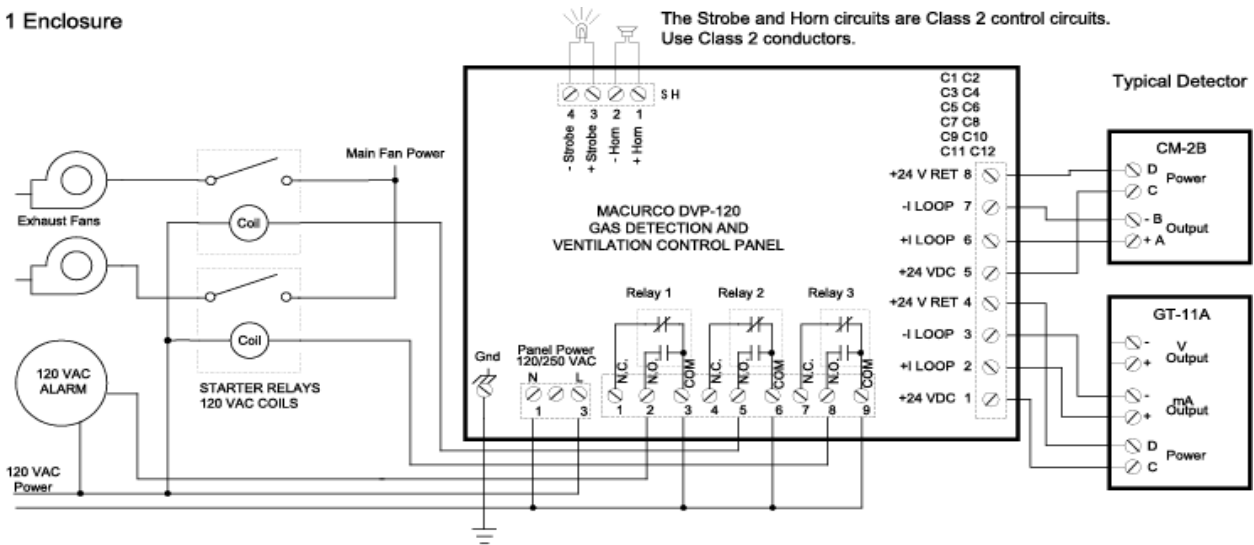 1 Enclosure
The Strobe and Horn circuits are Class 2 control circuits.
Use Class 2 conductors.
S H
4 3 2 1
- Strobe
+ Strobe
- Horn
+ Horn
C1 C2
C3 C4
C5 C6
C7 C8
C9 C10
C11 C12
Typical Detector
Main Fan Power
Exhaust Fans
Coil
Coil
STARTER RELAYS
120 VAC COILS
120 VAC
ALARM
120 VAC
Power
MACURCO DVP-120
GAS DETECTION AND
VENTILATION CONTROL PANEL
Gnd
Panel Power
120/250 VAC
N L
1 3
Relay 1
N.C.
N.O.
COM
1 2 3
Relay 2
N.C.
N.O.
COM
4 5 6
Relay 3
N.C.
N.O.
COM
7 8 9
+24 V RET 8
-I LOOP 7
+I LOOP 6
+24 VDC 5
+24 V RET 4
-I LOOP 3
+I LOOP 2
+24 VDC 1
CM-2B
D
Power
C
- B
Output
+ A
GT-11A
-
V
Output
+
-
mA
Output
+
D
Power
C